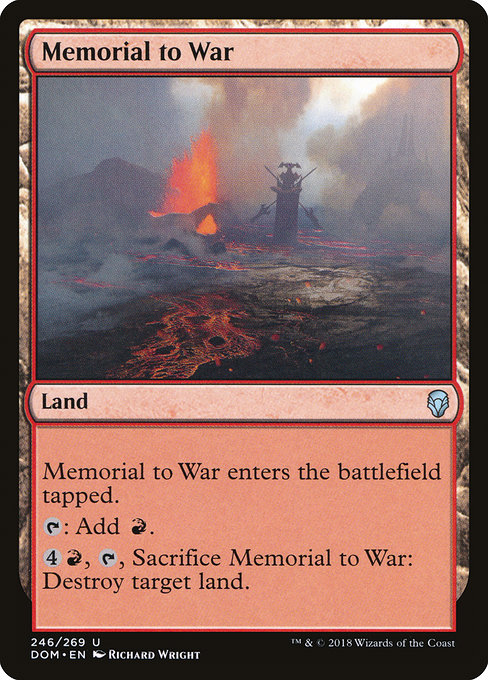 Memorial to War
Land
Memorial to War enters the battlefield
tapped.
: Add .
4 , , Sacrifice Memorial to War:
Destroy target land.
246/269 U
DOM • EN Richard Wright
™ & © 2018 Wizards of the Coast